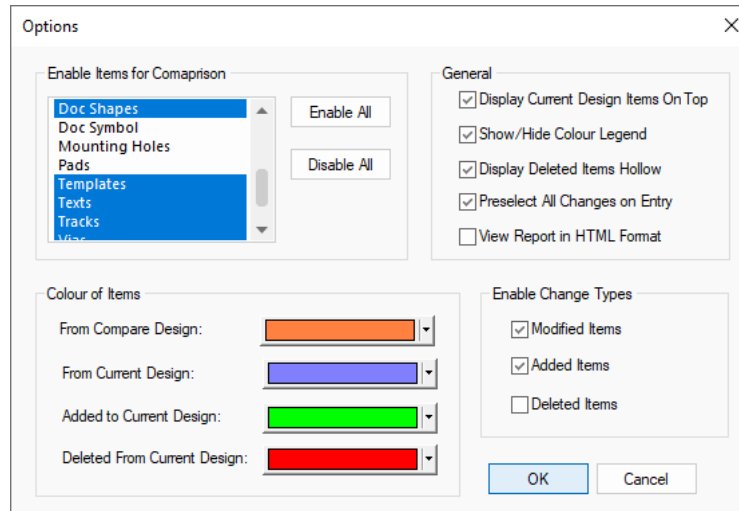 Options
Enable Items for Comaprison
Doc Shapes
Doc Symbol
Mounting Holes
Pads
Templates
Texts
Tracks
Vias
Enable All
Disable All
General
Display Current Design Items On Top
Show/Hide Colour Legend
Display Deleted Items Hollow
Preselect All Changes on Entry
View Report in HTML Format
Colour of Items
From Compare Design:
From Current Design:
Added to Current Design:
Deleted From Current Design:
Enable Change Types
Modified Items
Added Items
Deleted Items
OK
Cancel